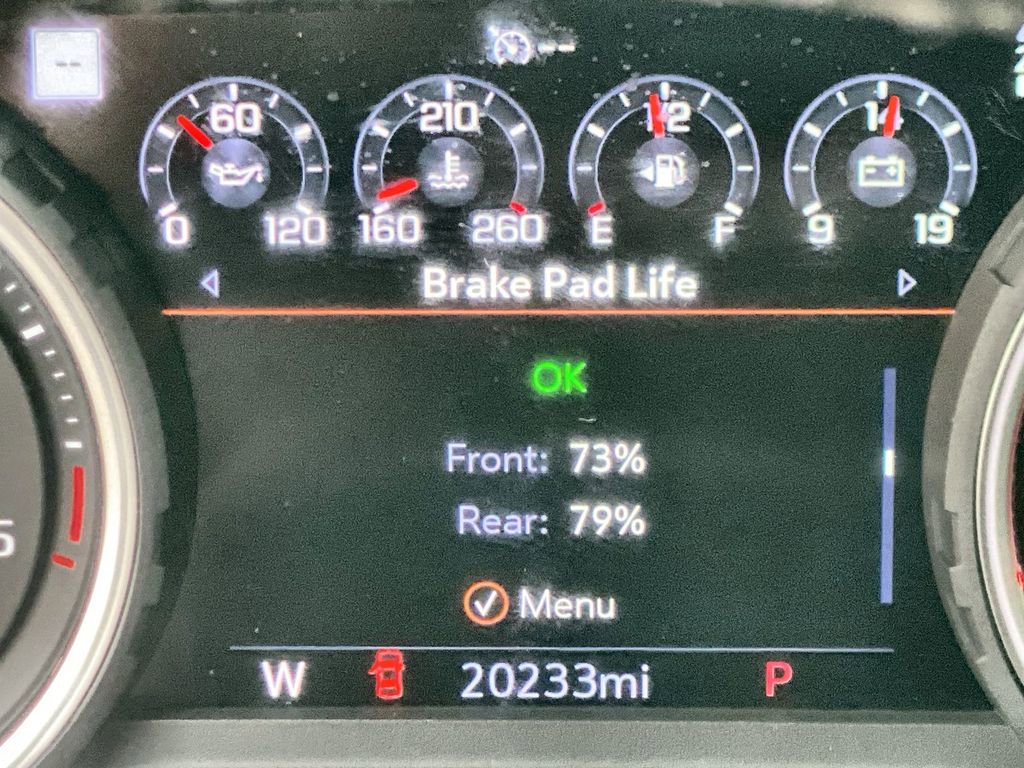 --
--
60
210
1/2
14
0
120
160
260
E
F
9
19
Brake Pad Life
OK
Front: 73%
Rear: 79%
Menu
W
20233mi
P
5